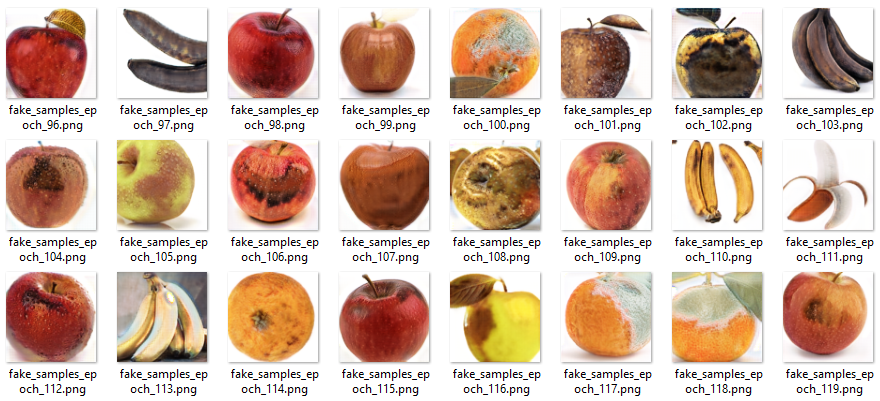 fake_samples_ep
och_96.png
fake_samples_ep
och_97.png
fake_samples_ep
och_98.png
fake_samples_ep
och_99.png
fake_samples_ep
och_100.png
fake_samples_ep
och_101.png
fake_samples_ep
och_102.png
fake_samples_ep
och_103.png
fake_samples_ep
och_104.png
fake_samples_ep
och_105.png
fake_samples_ep
och_106.png
fake_samples_ep
och_107.png
fake_samples_ep
och_108.png
fake_samples_ep
och_109.png
fake_samples_ep
och_110.png
fake_samples_ep
och_111.png
fake_samples_ep
och_112.png
fake_samples_ep
och_113.png
fake_samples_ep
och_114.png
fake_samples_ep
och_115.png
fake_samples_ep
och_116.png
fake_samples_ep
och_117.png
fake_samples_ep
och_118.png
fake_samples_ep
och_119.png